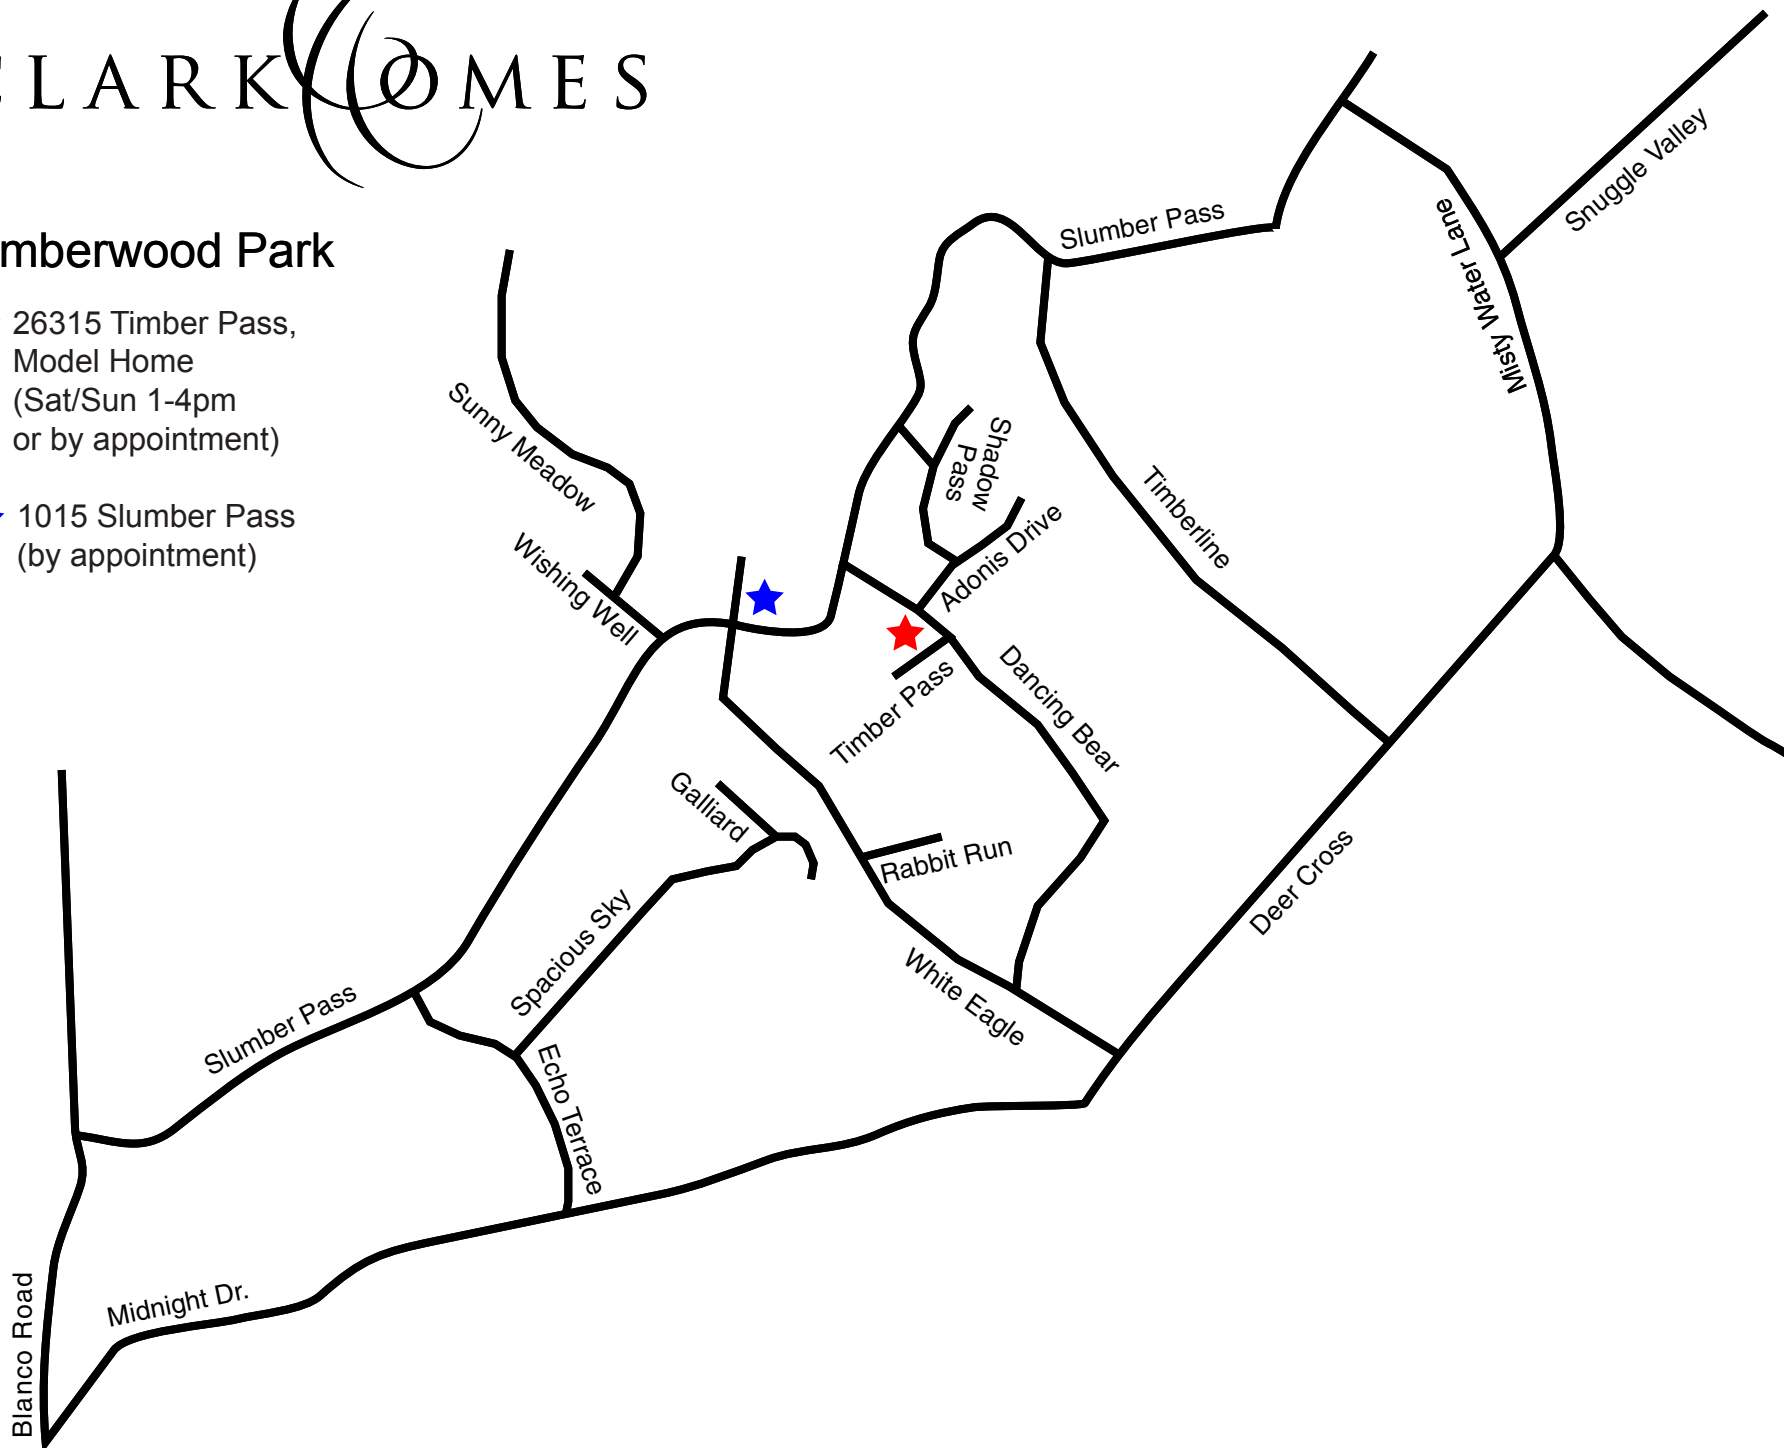 CLARK HOMES
mberwood Park
26315 Timber Pass,
Model Home
(Sat/Sun 1-4pm
or by appointment)
1015 Slumber Pass
(by appointment)
Snuggle Valley
Misty Water Lane
Slumber Pass
Sunny Meadow
Shadow
Pass
Timberline
Adonis Drive
Wishing Well
Timber Pass
Dancing Bear
Galliard
Rabbit Run
Deer Cross
Spacious Sky
White Eagle
Slumber Pass
Echo Terrace
Midnight Dr.
Blanco Road